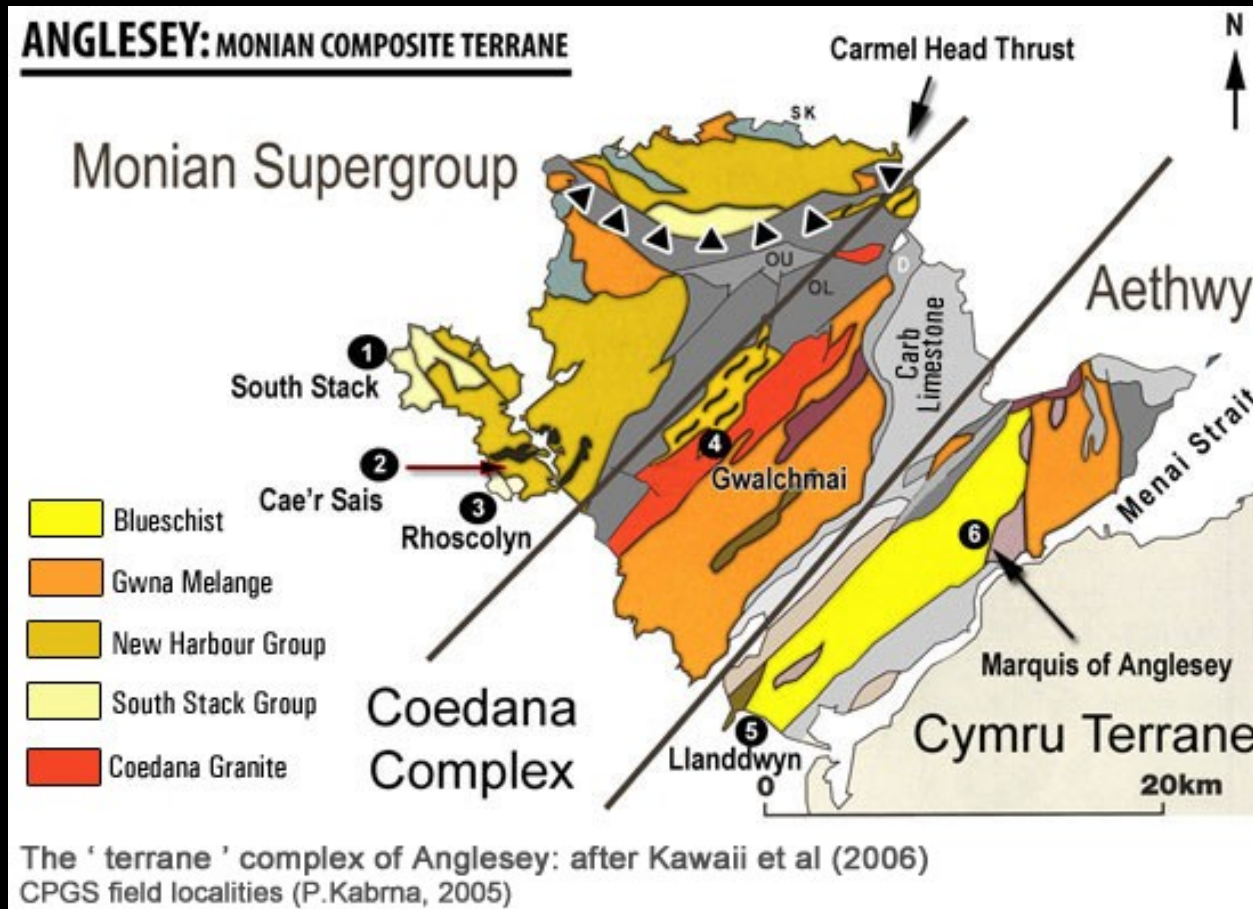 ANGLESEY: MONIAN COMPOSITE TERRANE
N
Carmel Head Thrust
SK
Monian Supergroup
OU
OL
D
Aethwy
Carb
Limestone
1
South Stack
2
Cae'r Sais
3
Rhoscolyn
4
Gwalchmai
Menai Strait
6
Blueschist
Gwna Melange
New Harbour Group
South Stack Group
Coedana Granite
Marquis of Anglesey
Coedana
Complex
5
Llanddwyn
Cymru Terrane
0
20km
The ' terrane ' complex of Anglesey: after Kawaii et al (2006)
CPGS field localities (P.Kabrna, 2005)